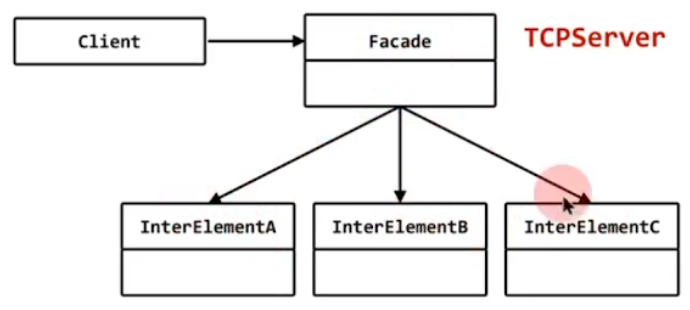 Client
Facade
TCPServer
InterElementA
InterElementB
InterElementC